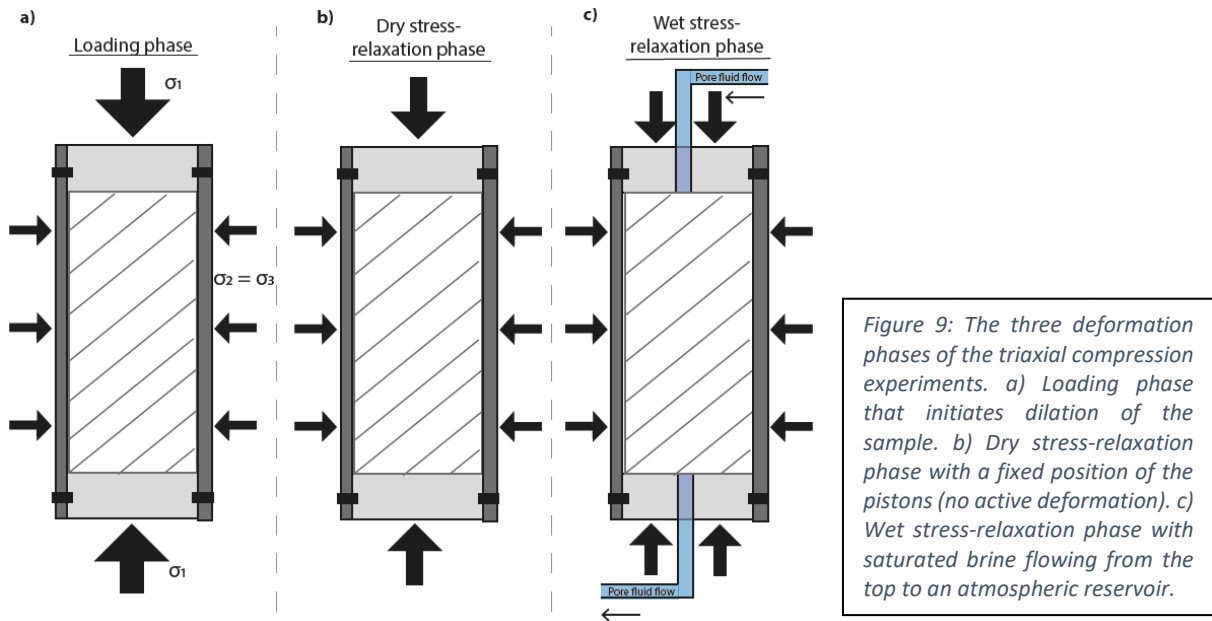 a)
Loading phase
σ1
σ2 = σ3
σ1
b)
Dry stress-
relaxation phase
c)
Wet stress-
relaxation phase
Pore fluid flow
Pore fluid flow
Figure 9: The three deformation
phases of the triaxial compression
experiments. a) Loading phase
that initiates dilation of the
sample. b) Dry stress-relaxation
phase with a fixed position of the
pistons (no active deformation). c)
Wet stress-relaxation phase with
saturated brine flowing from the
top to an atmospheric reservoir.